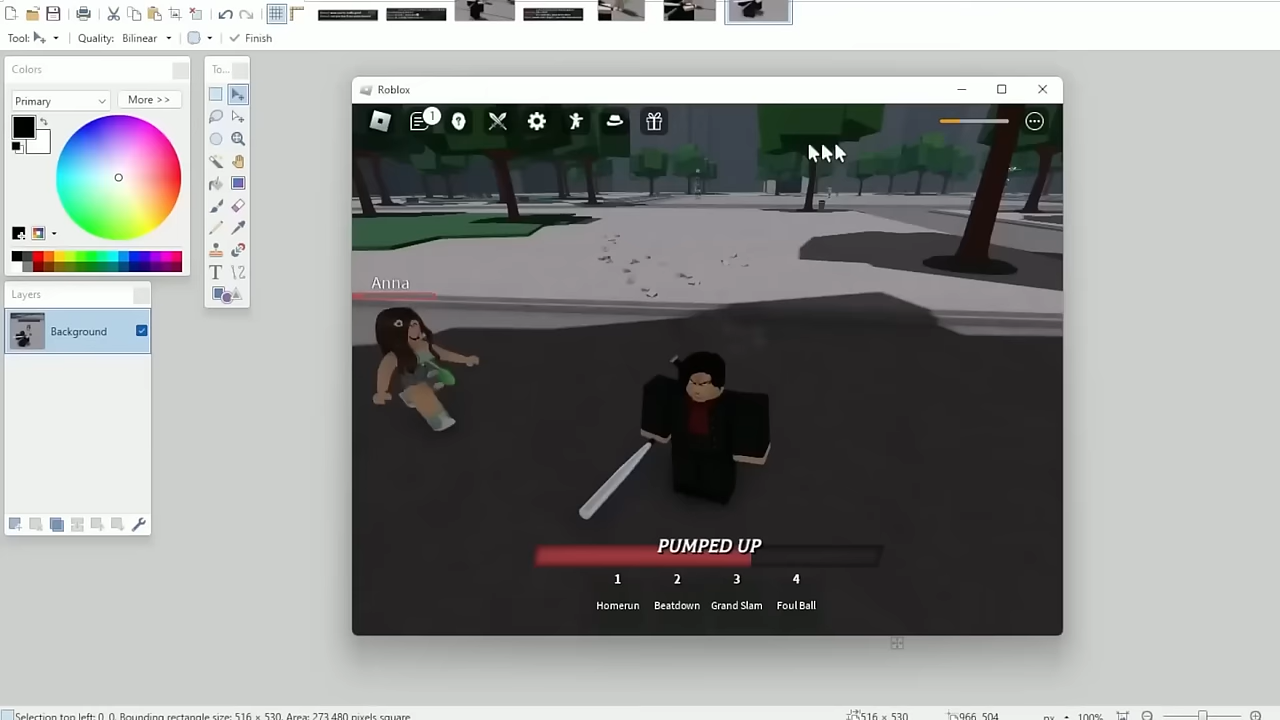 Tool:
Quality: Bilinear
Finish
Colors
To...
Primary
More >>
Layers
Background
Roblox
1
Anna
PUMPED UP
1 2 3 4
Homerun Beatdown Grand Slam Foul Ball
Selection top left: 0, 0. Bounding rectangle size: 516 × 530. Area: 273,480 pixels square
516 × 530
966, 504
px
100%